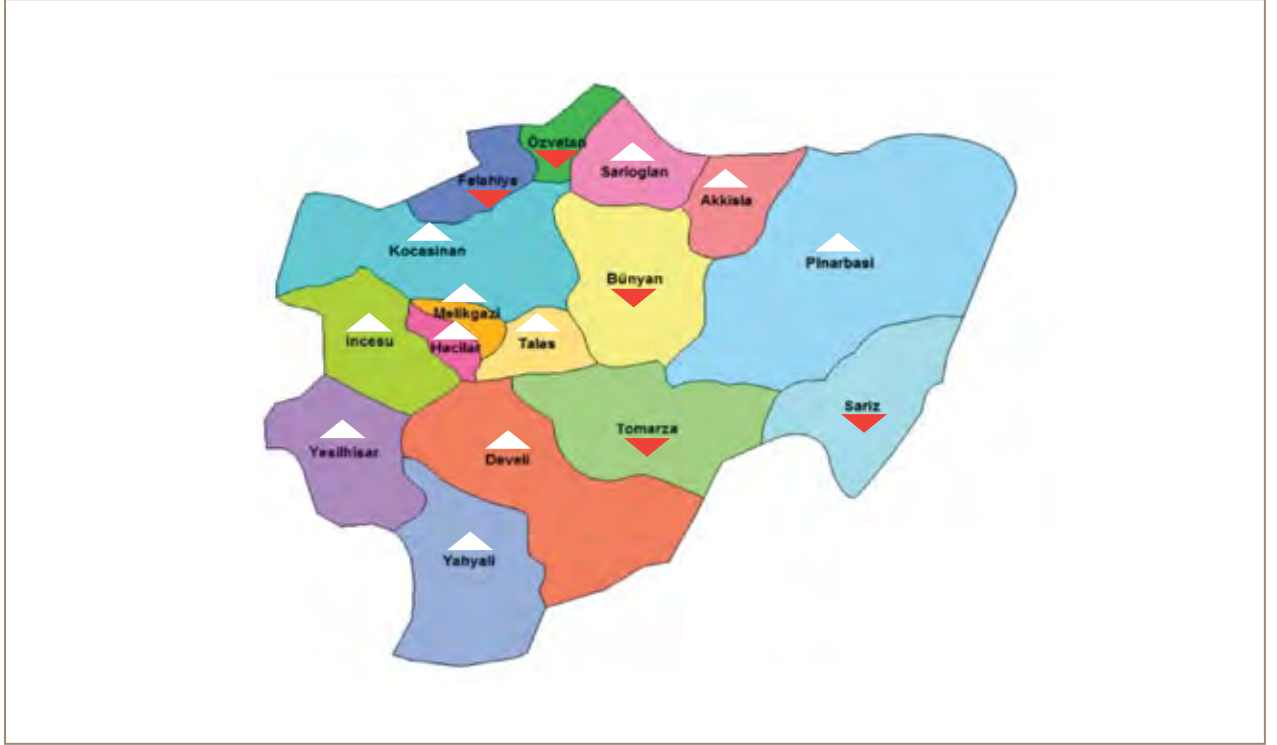 Özvatan
Sarioglan
Felahiye
Akkisla
Kocasinan
Pinarbasi
Bünyan
Melikgazi
incesu
Hacilar
Talas
Sariz
Tomarza
Yesilhisar
Develi
Yahyali